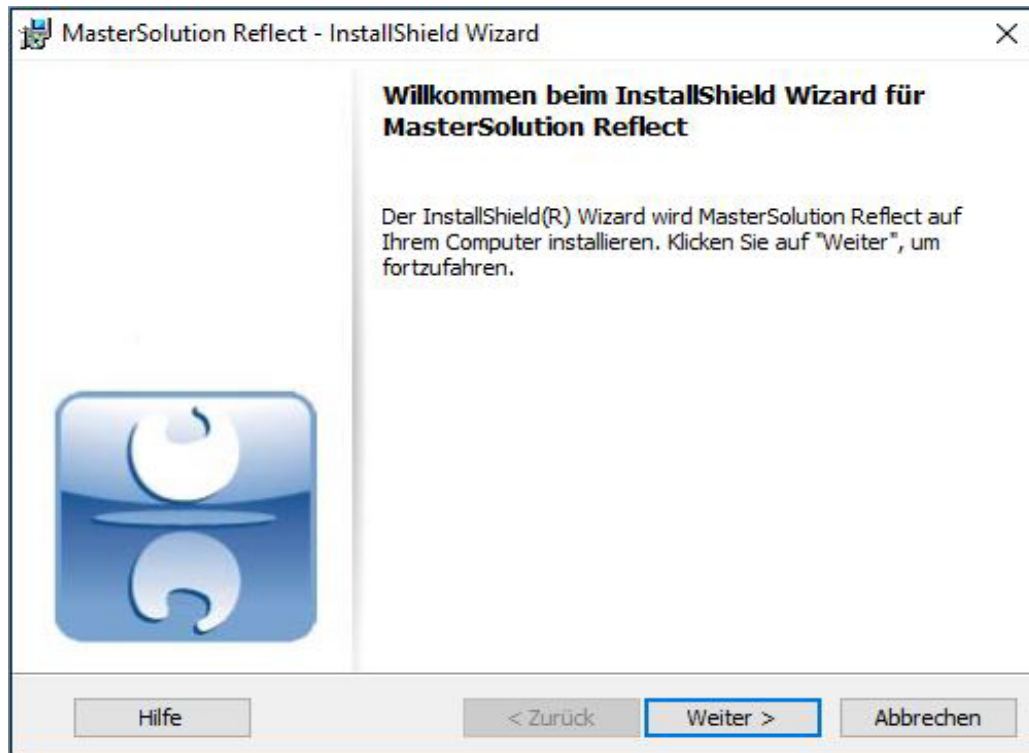 MasterSolution Reflect - InstallShield Wizard
Willkommen beim InstallShield Wizard für
MasterSolution Reflect
Der InstallShield(R) Wizard wird MasterSolution Reflect auf
Ihrem Computer installieren. Klicken Sie auf "Weiter", um
fortzufahren.
Hilfe
< Zurück
Weiter >
Abbrechen